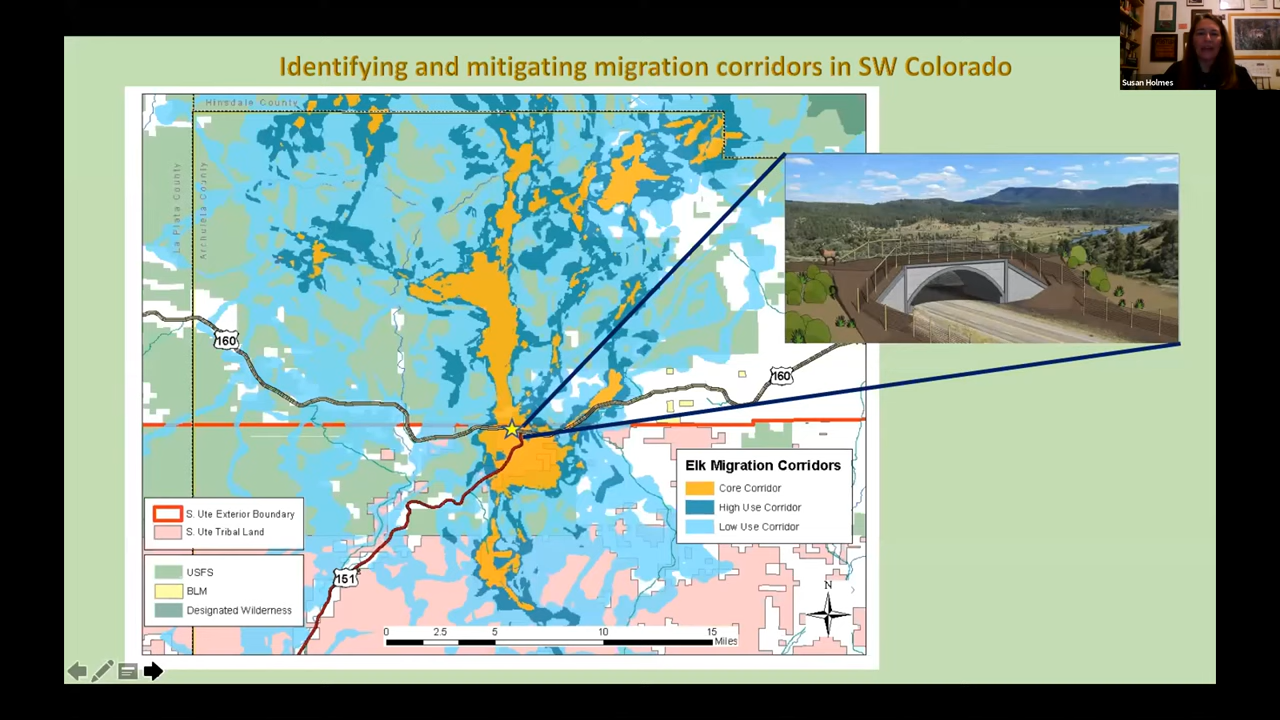 Identifying and mitigating migration corridors in SW Colorado
Susan Holmes
Hinsdale County
La Plata County
Archuleta County
160
160
151
Elk Migration Corridors
Core Corridor
High Use Corridor
Low Use Corridor
S. Ute Exterior Boundary
S. Ute Tribal Land
USFS
BLM
Designated Wilderness
N
0 2.5 5 10 15
Miles